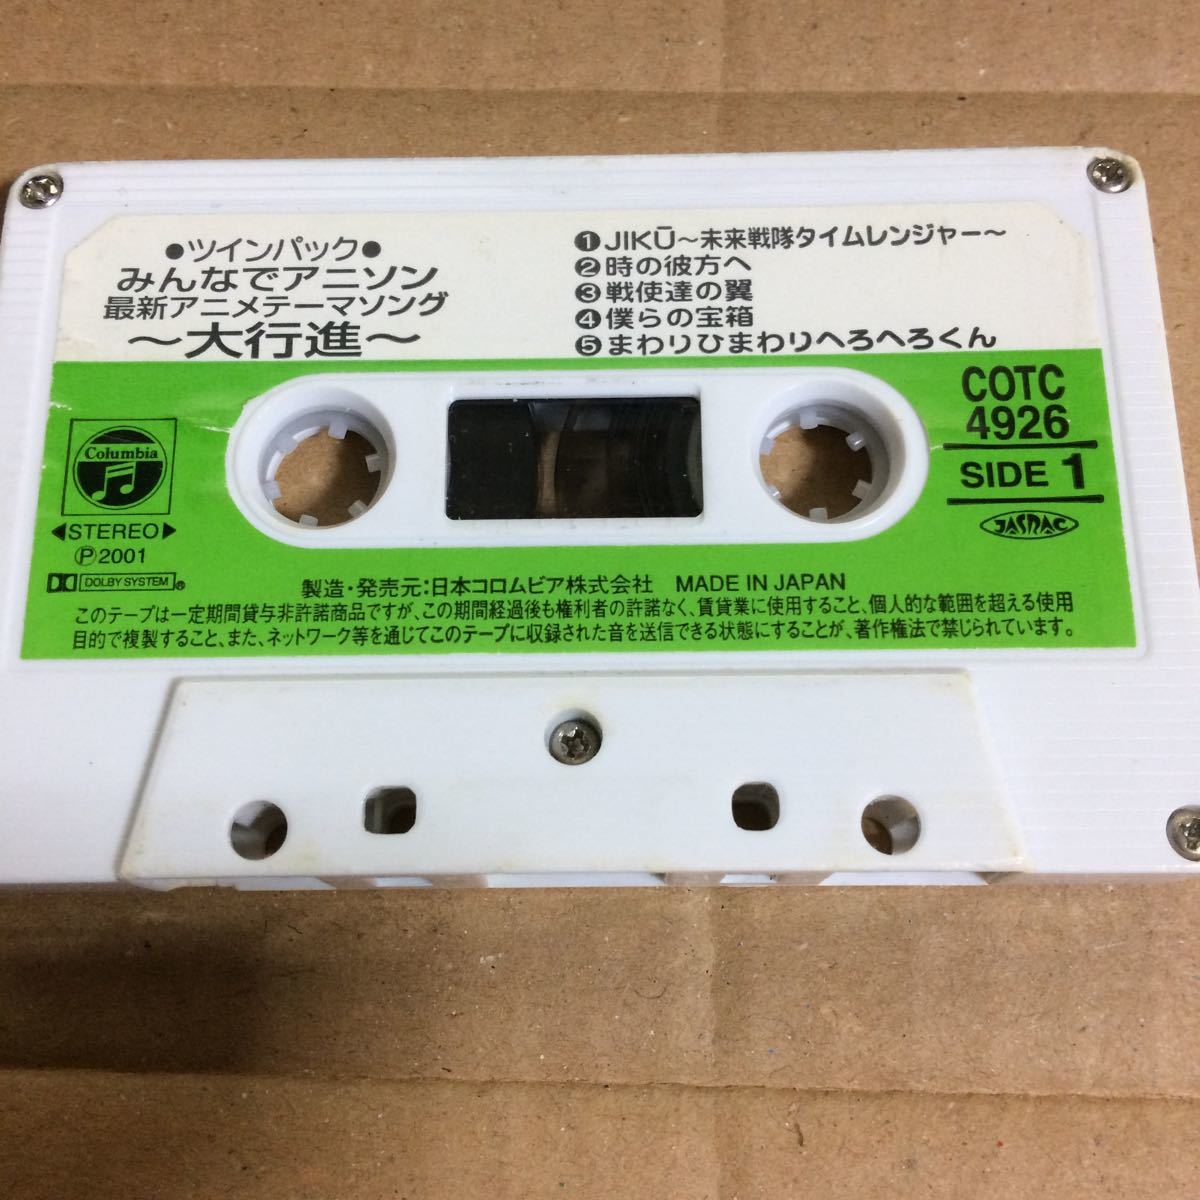 ●ツインパック●
みんなでアニソン
最新アニメテーマソング
〜大行進〜
❶JIKŪ〜未来戦隊タイムレンジャー〜
❷時の彼方へ
❸戦使達の翼
❹僕らの宝箱
❺まわりひまわりへろへろくん
Columbia
◀STEREO▶
Ⓟ2001
DOLBY SYSTEM®
COTC
4926
SIDE 1
JASRAC
製造・発売元:日本コロムビア株式会社 MADE IN JAPAN
このテープは一定期間貸与非許諾商品ですが、この期間経過後も権利者の許諾なく、賃貸業に使用すること、個人的な範囲を超える使用
目的で複製すること、また、ネットワーク等を通じてこのテープに収録された音を送信できる状態にすることが、著作権法で禁じられています。